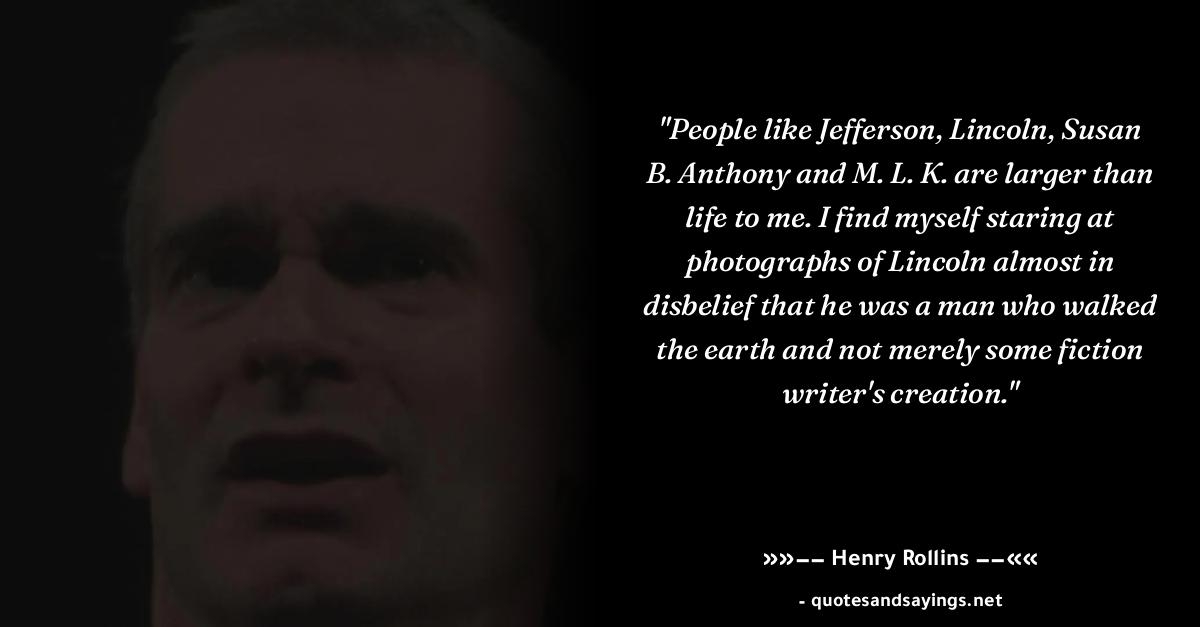 "People like Jefferson, Lincoln, Susan
B. Anthony and M. L. K. are larger than
life to me. I find myself staring at
photographs of Lincoln almost in
disbelief that he was a man who walked
the earth and not merely some fiction
writer's creation."
»»–– Henry Rollins ––««
- quotesandsayings.net